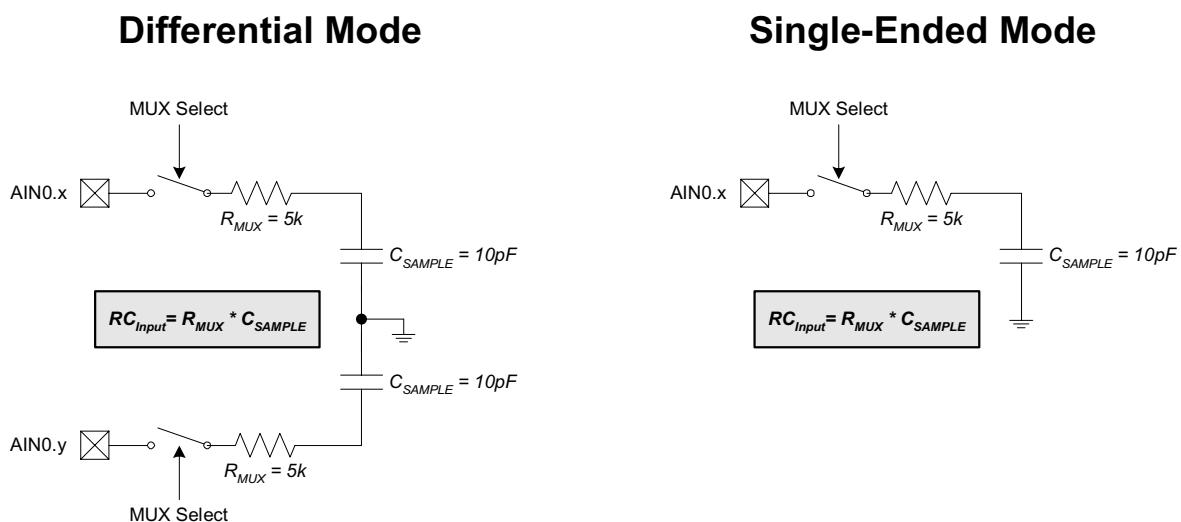 Differential Mode
MUX Select
AIN0.x
R_MUX = 5k
C_SAMPLE = 10pF
RC_Input= R_MUX * C_SAMPLE
C_SAMPLE = 10pF
AIN0.y
R_MUX = 5k
MUX Select
Single-Ended Mode
MUX Select
AIN0.x
R_MUX = 5k
C_SAMPLE = 10pF
RC_Input= R_MUX * C_SAMPLE